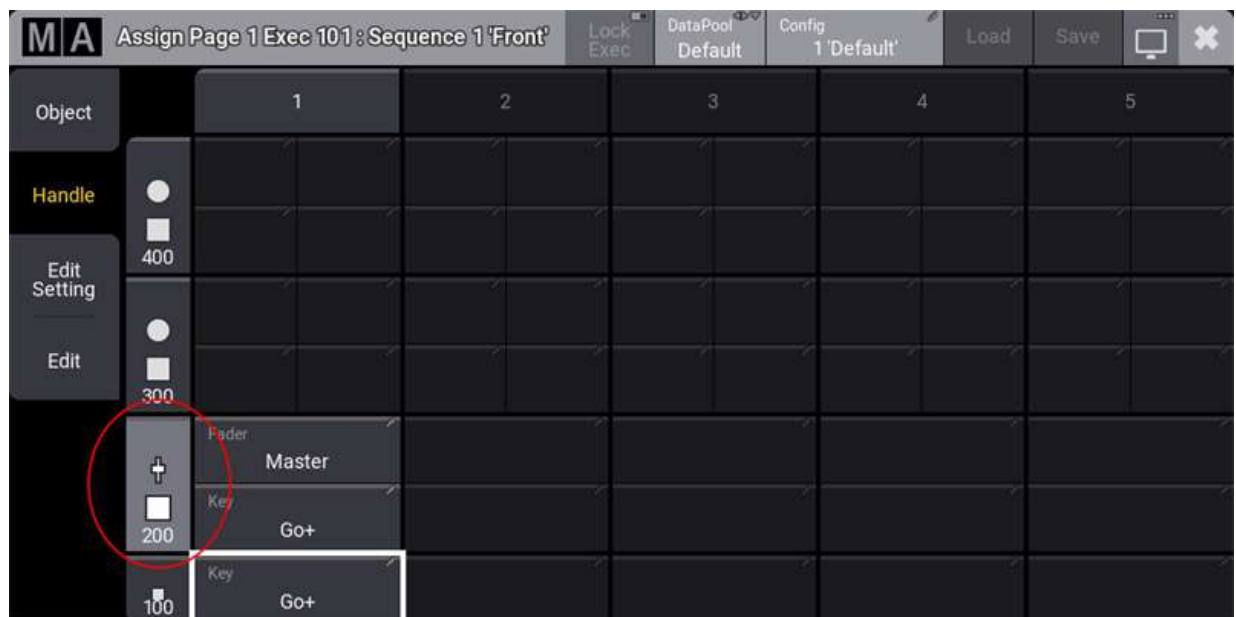 MA Assign Page 1 Exec 101 : Sequence 1 'Front' Lock Exec DataPool Default Config 1 'Default' Load Save
Object 1 2 3 4 5
Handle
400
Edit Setting
Edit
300
Fader
Master
Key
200 Go+
Key
100 Go+